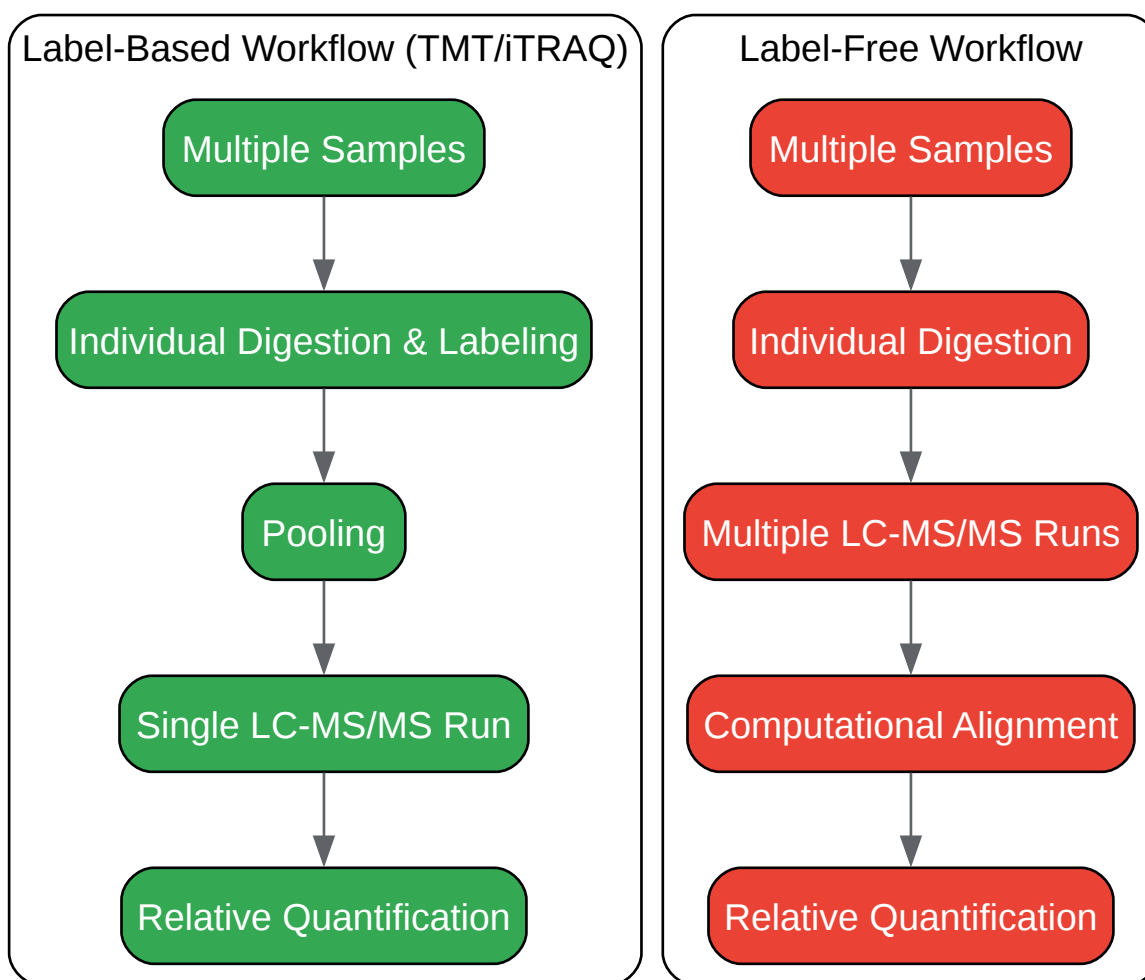 Label-Based Workflow (TMT/iTRAQ)
Multiple Samples
Individual Digestion & Labeling
Pooling
Single LC-MS/MS Run
Relative Quantification
Label-Free Workflow
Multiple Samples
Individual Digestion
Multiple LC-MS/MS Runs
Computational Alignment
Relative Quantification